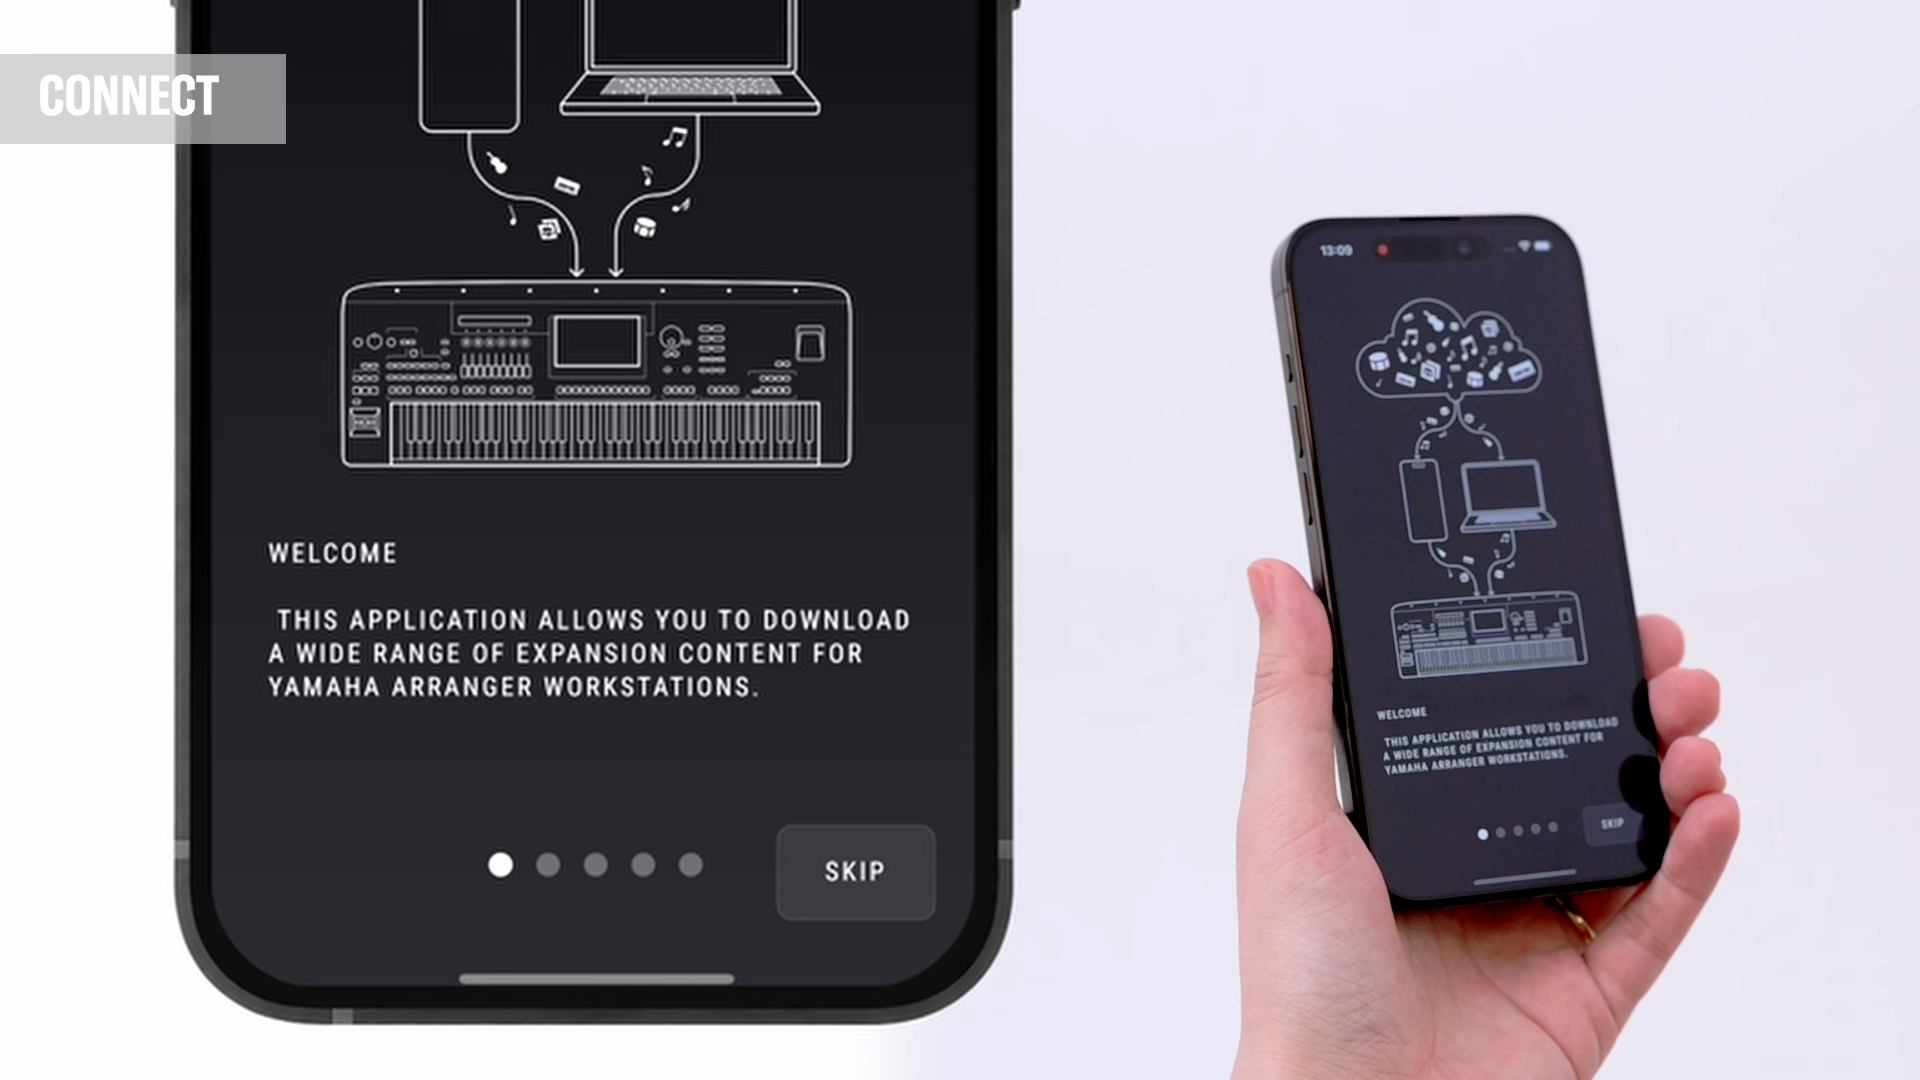 CONNECT
WELCOME
THIS APPLICATION ALLOWS YOU TO DOWNLOAD
A WIDE RANGE OF EXPANSION CONTENT FOR
YAMAHA ARRANGER WORKSTATIONS.
SKIP
13:09
WELCOME
THIS APPLICATION ALLOWS YOU TO DOWNLOAD
A WIDE RANGE OF EXPANSION CONTENT FOR
YAMAHA ARRANGER WORKSTATIONS.
SKIP